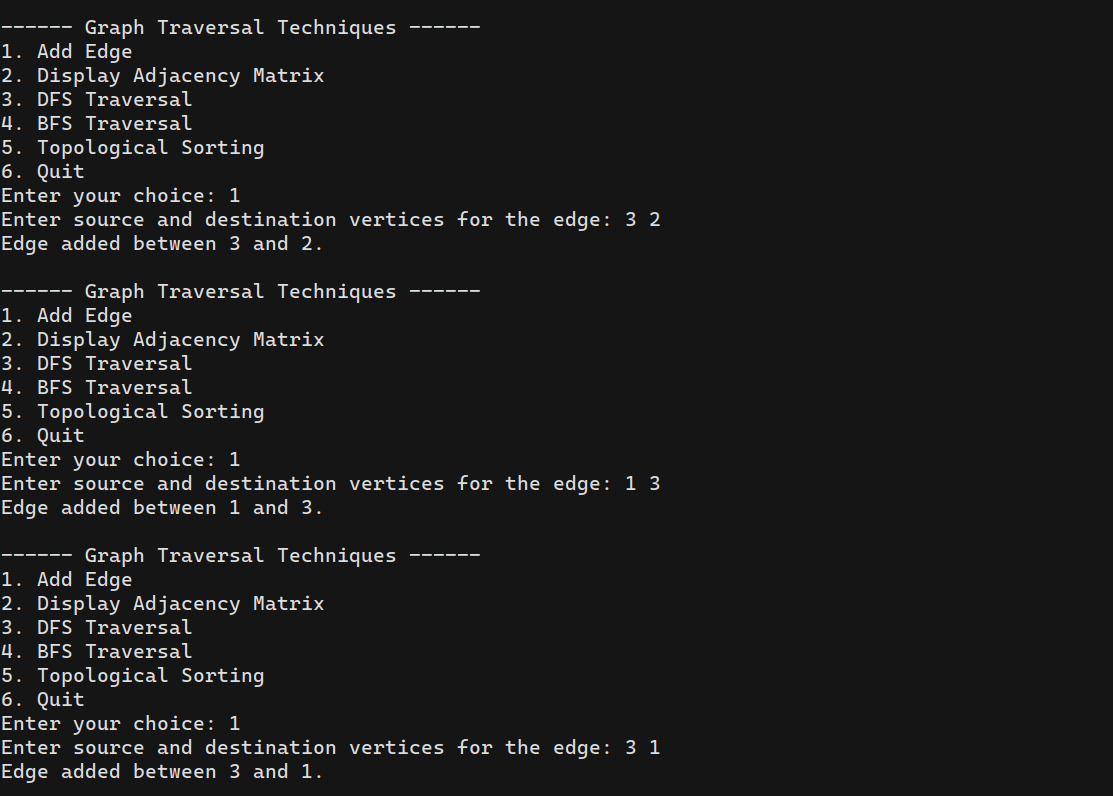 ------ Graph Traversal Techniques ------
1. Add Edge
2. Display Adjacency Matrix
3. DFS Traversal
4. BFS Traversal
5. Topological Sorting
6. Quit
Enter your choice: 1
Enter source and destination vertices for the edge: 3 2
Edge added between 3 and 2.
------ Graph Traversal Techniques ------
1. Add Edge
2. Display Adjacency Matrix
3. DFS Traversal
4. BFS Traversal
5. Topological Sorting
6. Quit
Enter your choice: 1
Enter source and destination vertices for the edge: 1 3
Edge added between 1 and 3.
------ Graph Traversal Techniques ------
1. Add Edge
2. Display Adjacency Matrix
3. DFS Traversal
4. BFS Traversal
5. Topological Sorting
6. Quit
Enter your choice: 1
Enter source and destination vertices for the edge: 3 1
Edge added between 3 and 1.